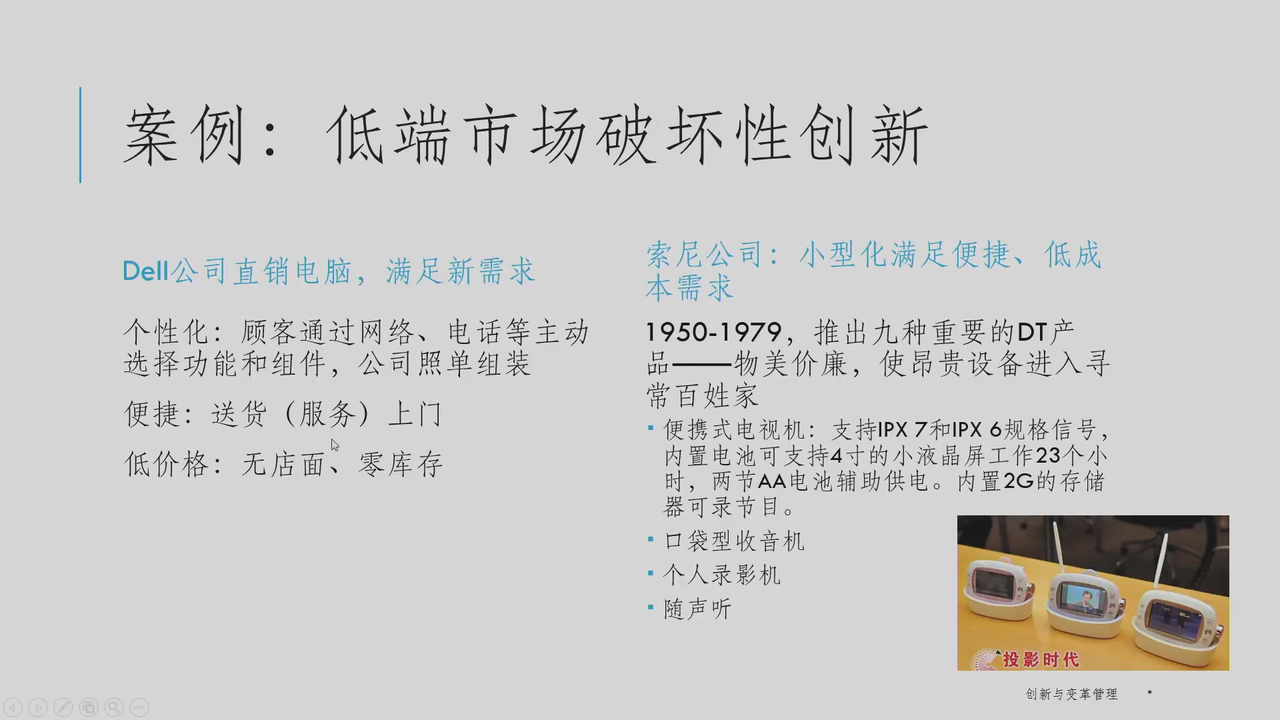 案例：低端市场破坏性创新
Dell公司直销电脑，满足新需求
个性化：顾客通过网络、电话等主动
选择功能和组件，公司照单组装
便捷：送货（服务）上门
低价格：无店面、零库存
索尼公司：小型化满足便捷、低成
本需求
1950-1979，推出九种重要的DT产
品——物美价廉，使昂贵设备进入寻
常百姓家
便携式电视机：支持IPX 7和IPX 6规格信号，
内置电池可支持4寸的小液晶屏工作23个小
时，两节AA电池辅助供电。内置2G的存储
器可录节目。
口袋型收音机
个人录影机
随声听
投影时代
创新与变革管理